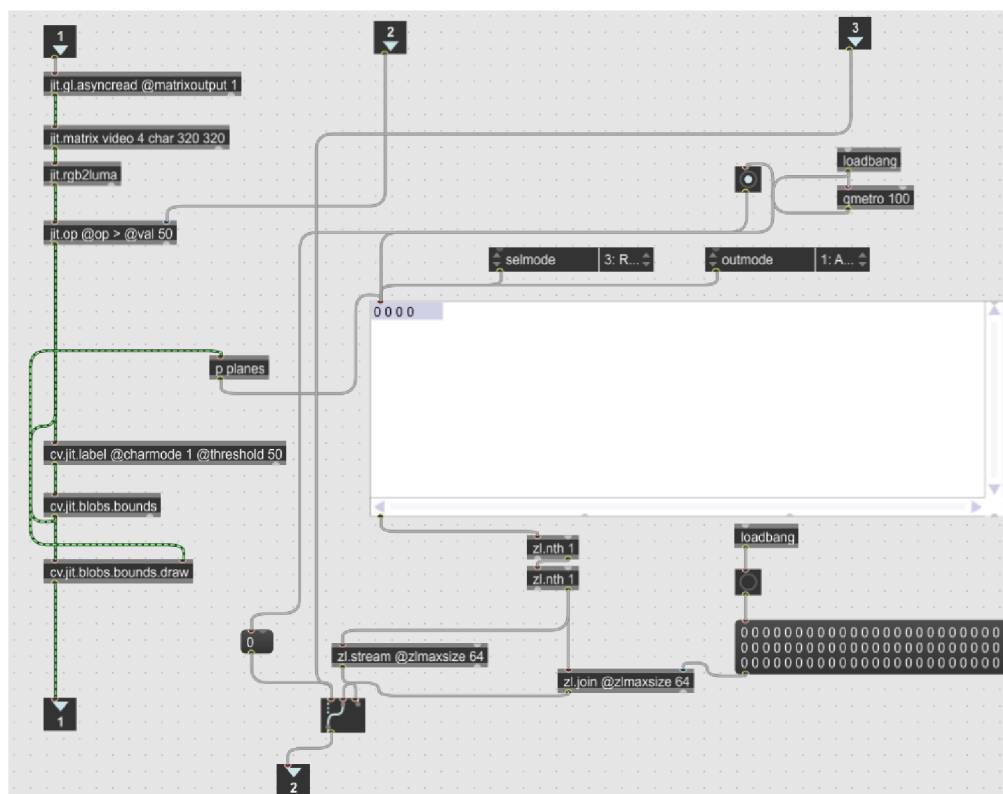 1
2
3
jit.gl.asyncread @matrixoutput 1
jit.matrix video 4 char 320 320
loadbang
jit.rgb2luma
qmetro 100
jit.op @op > @val 50
selmode 3: R...
outmode 1: A...
0 0 0 0
p planes
cv.jit.label @charmode 1 @threshold 50
cv.jit.blobs.bounds
loadbang
zl.nth 1
cv.jit.blobs.bounds.draw
zl.nth 1
0 0 0 0 0 0 0 0 0 0 0 0 0 0 0 0 0 0 0 0 0 0
0 0 0 0 0 0 0 0 0 0 0 0 0 0 0 0 0 0 0 0 0 0
0 0 0 0 0 0 0 0 0 0 0 0 0 0 0 0 0 0 0 0 0 0
0
zl.stream @zlmaxsize 64
zl.join @zlmaxsize 64
1
2